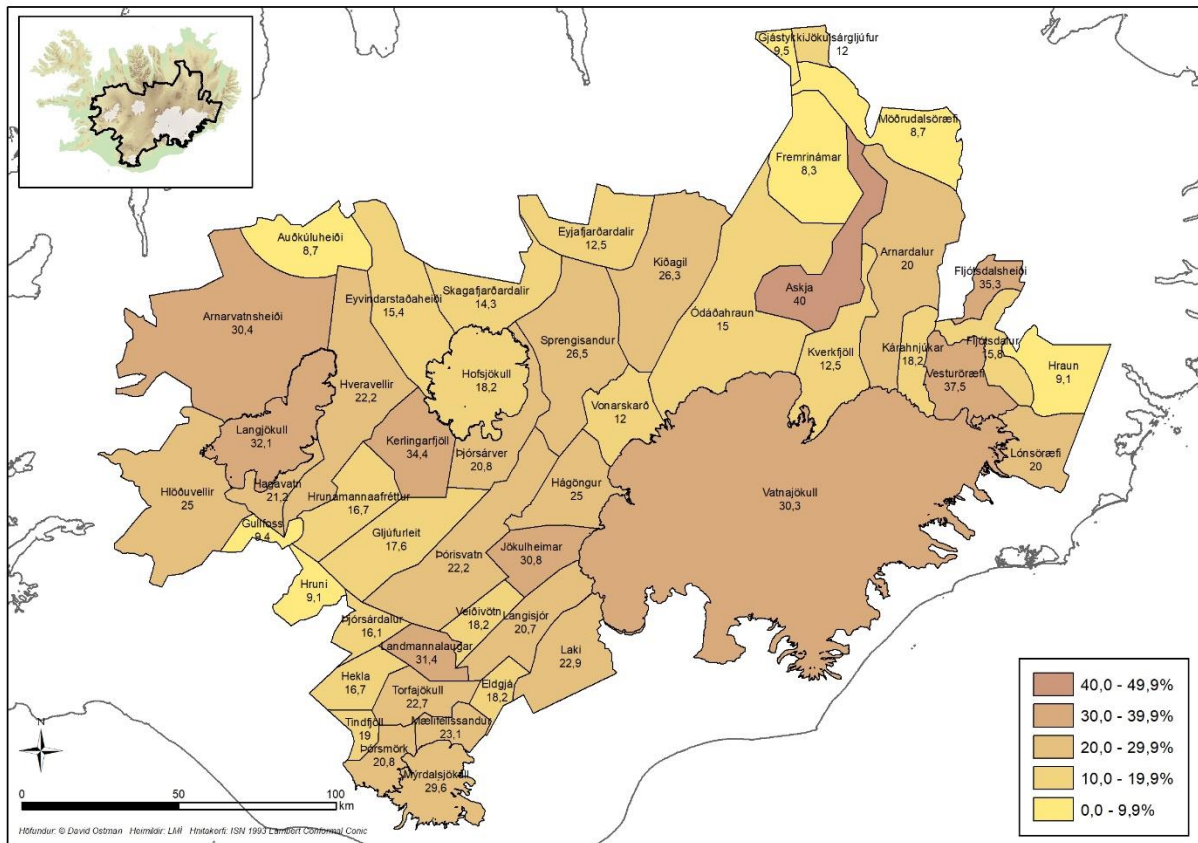 Gjástykki
9,5
Jökulsárgljúfur
12
Möðrudalsöræfi
8,7
Fremrinámar
8,3
Auðkúluheiði
8,7
Eyjafjarðardalir
12,5
Kiðagil
26,3
Arnardalur
20
Fljótsdalsheiði
35,3
Eyvindarstaðaheiði
15,4
Skagafjarðardalir
14,3
Askja
40
Arnarvatnsheiði
30,4
Ódáðahraun
15
Sprengisandur
26,5
Kverkfjöll
12,5
Kárahnjúkar
18,2
Fljótsdalur
15,8
Hraun
9,1
Vesturöræfi
37,5
Hofsjökull
18,2
Hveravellir
22,2
Vonarskarð
12
Langjökull
32,1
Kerlingarfjöll
34,4
Þjórsárver
20,8
Lónsöræfi
20
Hlöðuvellir
25
Hagavatn
21,2
Hrunamannaafréttur
16,7
Hágöngur
25
Vatnajökull
30,3
Gullfoss
9,4
Gljúfurleit
17,6
Þórisvatn
22,2
Jökulheimar
30,8
Hruni
9,1
Þjórsárdalur
16,1
Veiðivötn
18,2
Langisjór
20,7
Landmannalaugar
31,4
Laki
22,9
Hekla
16,7
Torfajökull
22,7
Eldgjá
18,2
Tindfjöll
19
Mælifellssandur
23,1
Þórsmörk
20,8
Mýrdalsjökull
29,6
N
0 50 100
km
40,0 - 49,9%
30,0 - 39,9%
20,0 - 29,9%
10,0 - 19,9%
0,0 - 9,9%
Höfundur: © David Ostman Heimildir: LMÍ Hnitakerfi: ISN 1993 Lambert Conformal Conic